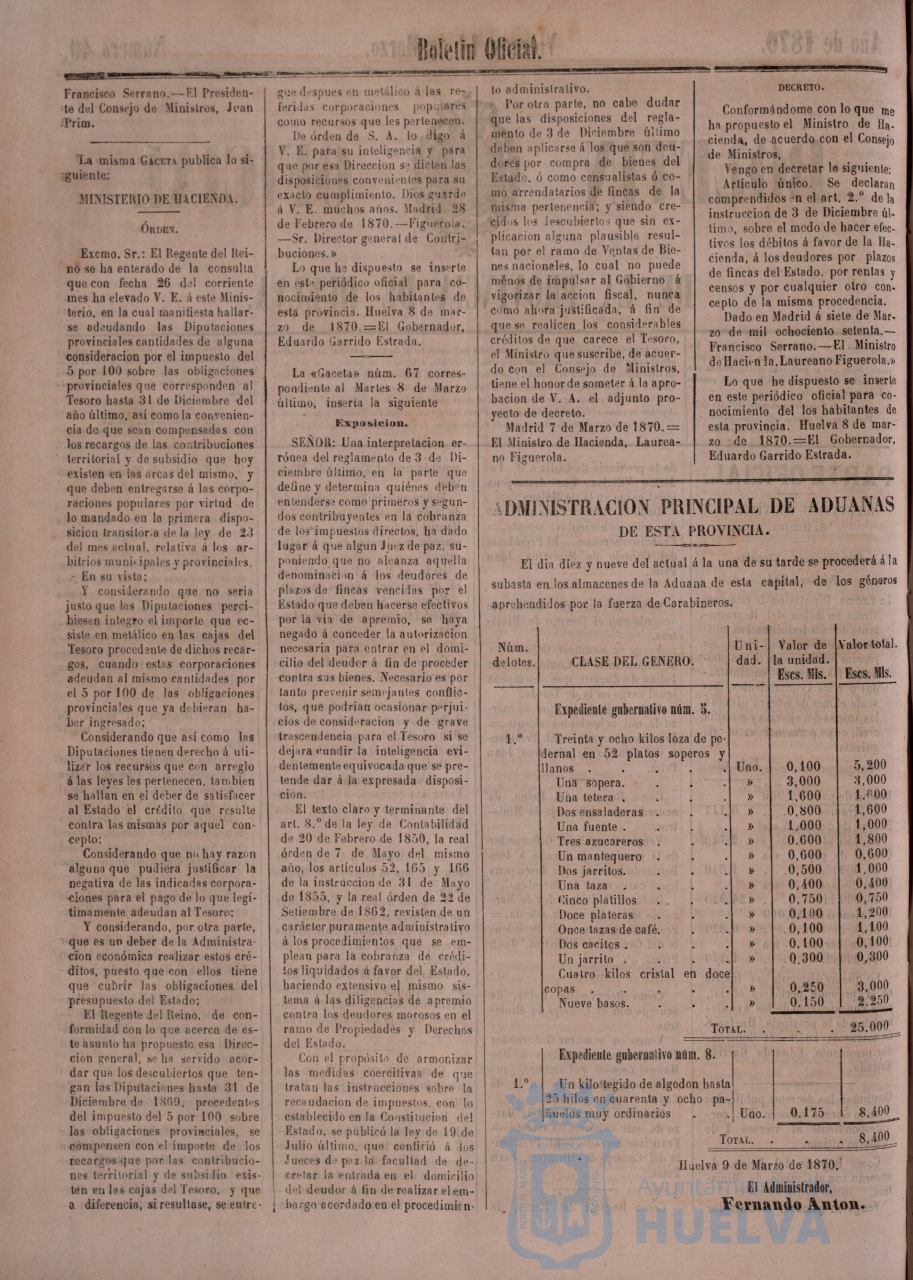 Boletin Oficial.
Francisco Serrano.—El Presiden-
te del Consejo de Ministros, Juan
Prim.
La misma GACETA publica lo si-
guiente:
MINISTERIO DE HACIENDA.
ÓRDEN.
Excmo. Sr.: El Regente del Rei-
no se ha enterado de la consulta
que con fecha 26 del corriente
mes ha elevado V. E. á este Minis-
terio, en la cual manifiesta hallar-
se adeudando las Diputaciones
provinciales cantidades de alguna
consideracion por el impuesto del
5 por 100 sobre las obligaciones
provinciales que corresponden al
Tesoro hasta 31 de Diciembre del
año último, asi como la convenien-
cia de que sean compensadas con
los recargos de las contribuciones
territorial y de subsidio que hoy
existen en las arcas del mismo, y
que deben entregarse á las corpo-
raciones populares por virtud de
lo mandado en la primera dispo-
sicion transitoria de la ley de 23
del mes actual, relativa á los ar-
bitrios municipales y provinciales.
En su vista;
Y considerando que no seria
justo que las Diputaciones perci-
biesen íntegro el importe que ec-
siste en metálico en las cajas del
Tesoro procedente de dichos recar-
gos, cuando estas corporaciones
adeudan al mismo cantidades por
el 5 por 100 de las obligaciones
provinciales que ya debieran ha-
ber ingresado;
Considerando que así como las
Diputaciones tienen derecho á uti-
lizar los recursos que con arreglo
á las leyes les pertenecen, tambien
se hallan en el deber de satisfacer
al Estado el crédito que resulte
contra las mismas por aquel con-
cepto:
Considerando que no hay razon
alguna que pudiera justificar la
negativa de las indicadas corpora-
ciones para el pago de lo que legi-
timamente adeudan al Tesoro:
Y considerando, por otra parte,
que es un deber de la Administra-
cion económica realizar estos cré-
ditos, puesto que con ellos tiene
que cubrir las obligaciones del
presupuesto del Estado;
El Regente del Reino, de con-
formidad con lo que acerca de es-
te asunto ha propuesto esa Direc-
cion general, se ha servido acor-
dar que los descubiertos que ten-
gan las Diputaciones hasta 31 de
Diciembre de 1869, procedentes
del impuesto del 5 por 100 sobre
las obligaciones provinciales, se
compensen con el importe de los
recargos que por las contribucio-
nes territorial y de subsidio exis-
ten en las cajas del Tesoro, y que
a diferencia, si resultase, se entre-
gue despues en metálico á las re-
feridas corporaciones populares
como recursos que les pertenecen.
De órden de S. A. lo digo á
V. E. para su inteligencia y para
que por esa Direccion se dicten las
disposiciones convenientes para su
exacto cumplimiento. Dios guarde
á V. E. muchos años. Madrid 28
de Febrero de 1870.—Figuerola.
—Sr. Director general de Contri-
buciones.»
Lo que he dispuesto se inserte
en este periódico oficial para co-
nocimiento de los habitantes de
esta provincia. Huelva 8 de mar-
zo de 1870.=El Gobernador,
Eduardo Garrido Estrada.
La «Gaceta» núm. 67 corres-
pondiente al Martes 8 de Marzo
último, inserta la siguiente
Exposicion.
SEÑOR: Una interpretacion er-
rónea del reglamento de 3 de Di-
ciembre último, en la parte que
define y determina quiénes deben
entenderse como primeros y segun-
dos contribuyentes en la cobranza
de los impuestos directos, ha dado
lugar á que algun Juez de paz, su-
poniendo que no alcanza aquella
denominacion á los deudores de
plazos de fincas vencidas por el
Estado que deben hacerse efectivos
por la via de apremio, se haya
negado á conceder la autorizacion
necesaria para entrar en el domi-
cilio del deudor á fin de proceder
contra sus bienes. Necesario es por
tanto prevenir semejantes conflic-
tos, que podrian ocasionar perjui-
cios de consideracion y de grave
trascendencia para el Tesoro si se
dejara cundir la inteligencia evi-
dentemente equivocada que se pre-
tende dar á la expresada disposi-
cion.
El texto claro y terminante del
art. 8.º de la ley de Contabilidad
de 20 de Febrero de 1850, la real
órden de 7 de Mayo del mismo
año, los artículos 52, 165 y 166
de la instruccion de 31 de Mayo
de 1855, y la real órden de 22 de
Setiembre de 1862, revisten de un
carácter puramente administrativo
á los procedimientos que se em-
plean para la cobranza de crédi-
tos liquidados á favor del Estado,
haciendo extensivo el mismo sis-
tema á las diligencias de apremio
contra los deudores morosos en el
ramo de Propiedades y Derechos
del Estado.
Con el propósito de armonizar
las medidas coercitivas de que
tratan las instrucciones sobre la
recaudacion de impuestos, con lo
establecido en la Constitucion del
Estado, se publicó la ley de 19 de
Julio último, que confirió á los
Jueces de paz la facultad de de-
cretar la entrada en el domicilio
del deudor á fin de realizar el em-
bargo acordado en el procedimien-
to administrativo.
Por otra parte, no cabe dudar
que las disposiciones del regla-
mento de 3 de Diciembre último
deben aplicarse á los que son deu-
dores por compra de bienes del
Estado, ó como censualistas ó co-
mo arrendatarios de fincas de la
misma pertenencia; y siendo cre-
cidos los descubiertos que sin ex-
plicacion alguna plausible resul-
tan por el ramo de Ventas de Bie-
nes nacionales, lo cual no puede
ménos de impulsar al Gobierno á
vigorizar la accion fiscal, nunca
como ahora justificada, á fin de
que se realicen los considerables
créditos de que carece el Tesoro,
el Ministro que suscribe, de acuer-
do con el Consejo de Ministros,
tiene el honor de someter á la apro-
bacion de V. A. el adjunto pro-
yecto de decreto.
Madrid 7 de Marzo de 1870.=
El Ministro de Hacienda, Laurea-
no Figuerola.
DECRETO.
Conformándome con lo que me
ha propuesto el Ministro de Ha-
cienda, de acuerdo con el Consejo
de Ministros,
Vengo en decretar lo siguiente:
Artículo único. Se declaran
comprendidos en el art. 2.º de la
instruccion de 3 de Diciembre úl-
timo, sobre el modo de hacer efec-
tivos los débitos á favor de la Ha-
cienda, á los deudores por plazos
de fincas del Estado, por rentas y
censos y por cualquier otro con-
cepto de la misma procedencia.
Dado en Madrid á siete de Mar-
zo de mil ochociento setenta.—
Francisco Serrano.—El Ministro
de Hacienda, Laureano Figuerola.»
Lo que he dispuesto se inserte
en este periódico oficial para co-
nocimiento del los habitantes de
esta provincia. Huelva 8 de mar-
zo de 1870.=El Gobernador,
Eduardo Garrido Estrada.
ADMINISTRACION PRINCIPAL DE ADUANAS
DE ESTA PROVINCIA.
El dia diez y nueve del actual á la una de su tarde se procederá á la
subasta en los almacenes de la Aduana de esta capital, de los géneros
aprehendidos por la fuerza de Carabineros.
Núm. de lotes. CLASE DEL GENERO. Uni-dad. Valor de la unidad. Escs. Mls. Valor total. Escs. Mls.
Expediente gubernativo núm. 5.
1.º Treinta y ocho kilos loza de pe-
dernal en 52 platos soperos y
llanos . . . . . Uno. 0,100 5,200
Una sopera. . . . » 3,000 3,000
Una tetera . . . . » 1,600 1.600
Dos ensaladeras . . . » 0,800 1,600
Una fuente . . . . » 1,000 1,000
Tres azucareros . . . » 0.600 1,800
Un mantequero . . . » 0,600 0,600
Dos jarritos. . . . » 0,500 1,000
Una taza . . . . » 0,400 0,400
Cinco platillos . . . » 0,750 0,750
Doce plateras . . . » 0,100 1,200
Once tazas de café. . . » 0,100 1,100
Dos cacitos . . . . » 0,100 0,100
Un jarrito . . . . » 0,300 0,300
Cuatro kilos cristal en doce
copas . . . . . » 0,250 3,000
Nueve basos. . . . » 0.150 2.250
TOTAL. . . . 25.000
Expediente gubernativo núm. 8.
1.º Un kilo tegido de algodon hasta
25 hilos en cuarenta y ocho pa-
ñuelos muy ordinarios . . Uno. 0.175 8,400
TOTAL. . . . 8,400
Huelva 9 de Marzo de 1870.
El Administrador,
Fernando Anton.
HUELVA